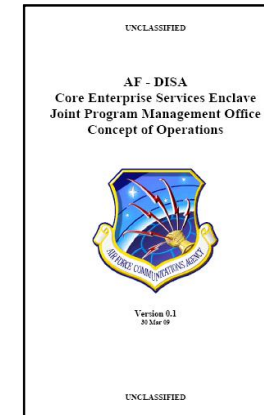 UNCLASSIFIED
AF - DISA
Core Enterprise Services Enclave
Joint Program Management Office
Concept of Operations
AIR FORCE COMMUNICATIONS AGENCY
Version 0.1
30 Mar 09
UNCLASSIFIED